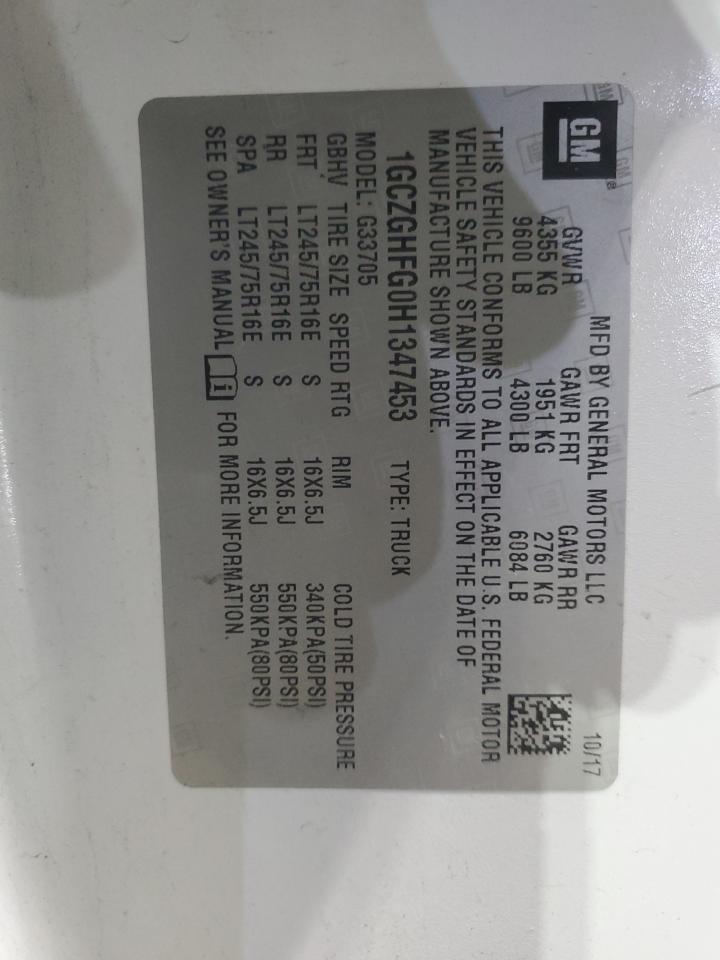 GM
MFD BY GENERAL MOTORS LLC 10/17
GVWR GAWR FRT GAWR RR
4355 KG 1951 KG 2760 KG
9600 LB 4300 LB 6084 LB
THIS VEHICLE CONFORMS TO ALL APPLICABLE U.S. FEDERAL MOTOR
VEHICLE SAFETY STANDARDS IN EFFECT ON THE DATE OF
MANUFACTURE SHOWN ABOVE.
1GCZGHFG0H1347453 TYPE: TRUCK
MODEL: G33705
GBHV TIRE SIZE SPEED RTG RIM COLD TIRE PRESSURE
FRT LT245/75R16E S 16X6.5J 340KPA(50PSI)
RR LT245/75R16E S 16X6.5J 550KPA(80PSI)
SPA LT245/75R16E S 16X6.5J 550KPA(80PSI)
SEE OWNER'S MANUAL FOR MORE INFORMATION.